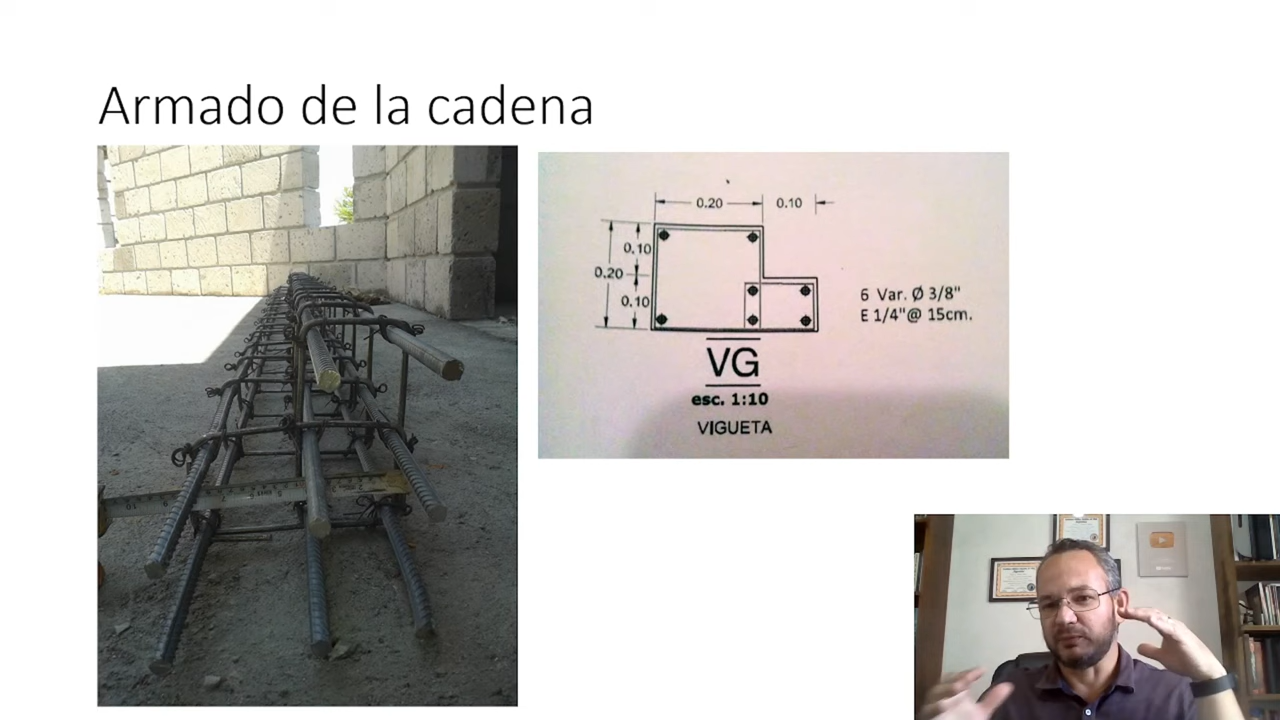 Armado de la cadena
0.20
0.10
0.10
0.20
0.10
6 Var. Ø 3/8"
E 1/4"@ 15cm.
VG
esc. 1:10
VIGUETA